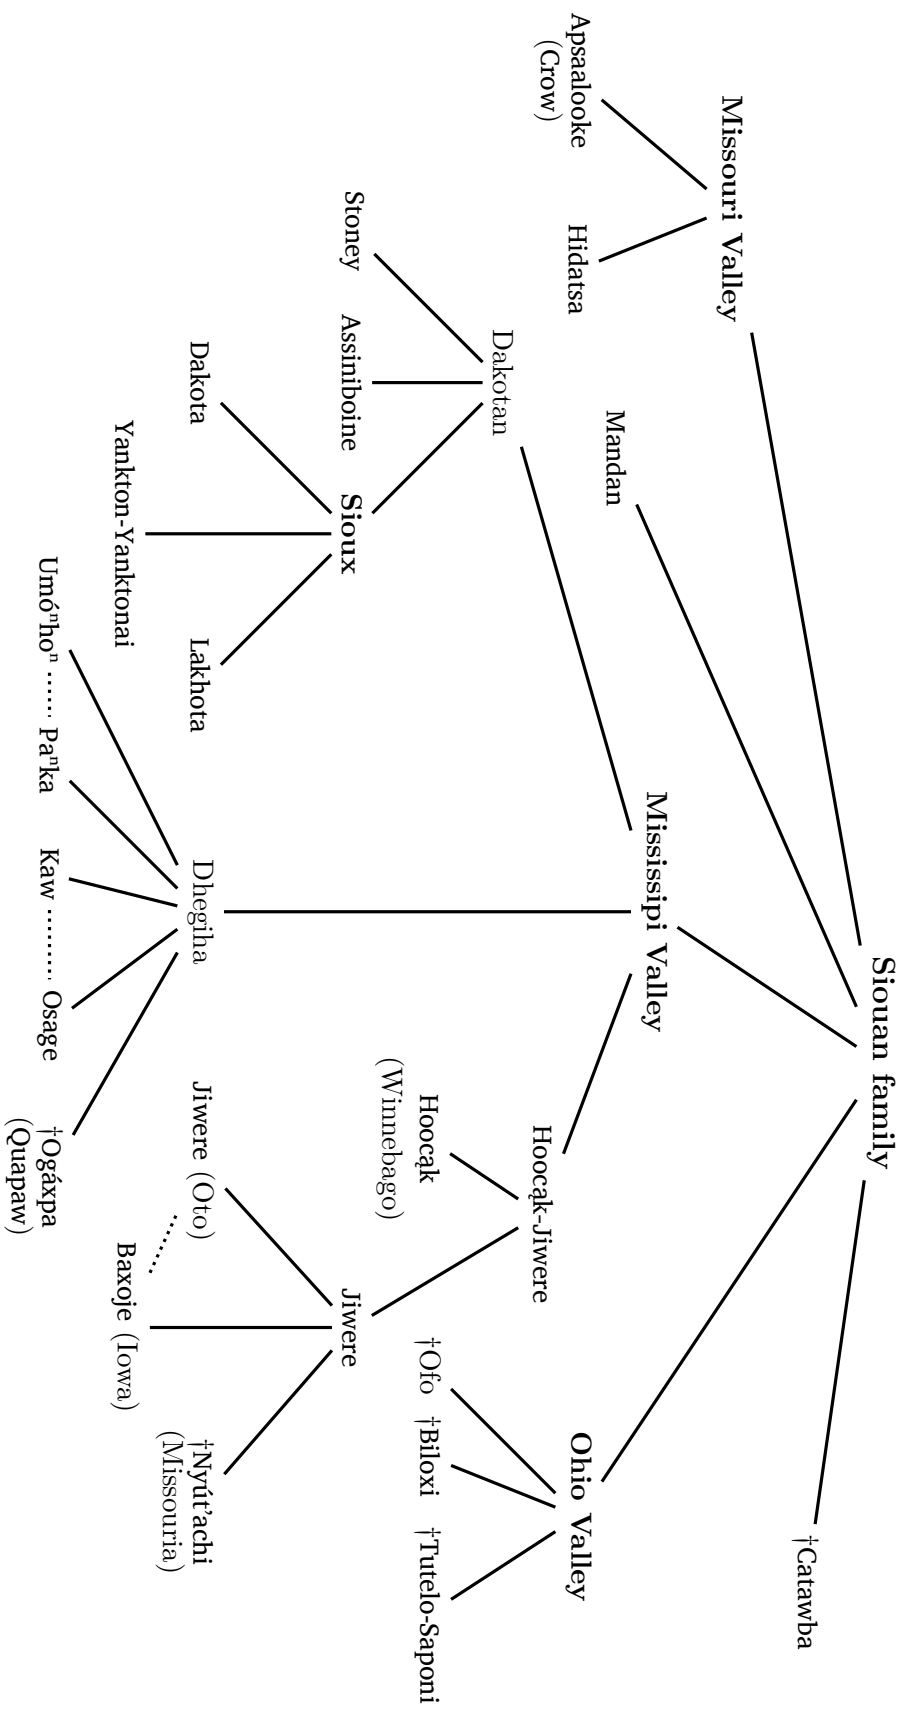 Siouan family
Missouri Valley
Apsaalooke
(Crow)
Hidatsa
Mandan
Mississipi Valley
Dakotan
Stoney
Assiniboine
Sioux
Dakota
Yankton-Yanktonai
Lakhota
Dhegiha
Umóⁿhoⁿ
Paⁿka
Kaw
Osage
†Ogáxpa
(Quapaw)
Hoocąk-Jiwere
Hoocąk
(Winnebago)
Jiwere
Jiwere (Oto)
Baxoje (Iowa)
†Nyút’achi
(Missouria)
Ohio Valley
†Ofo
†Biloxi
†Tutelo-Saponi
†Catawba